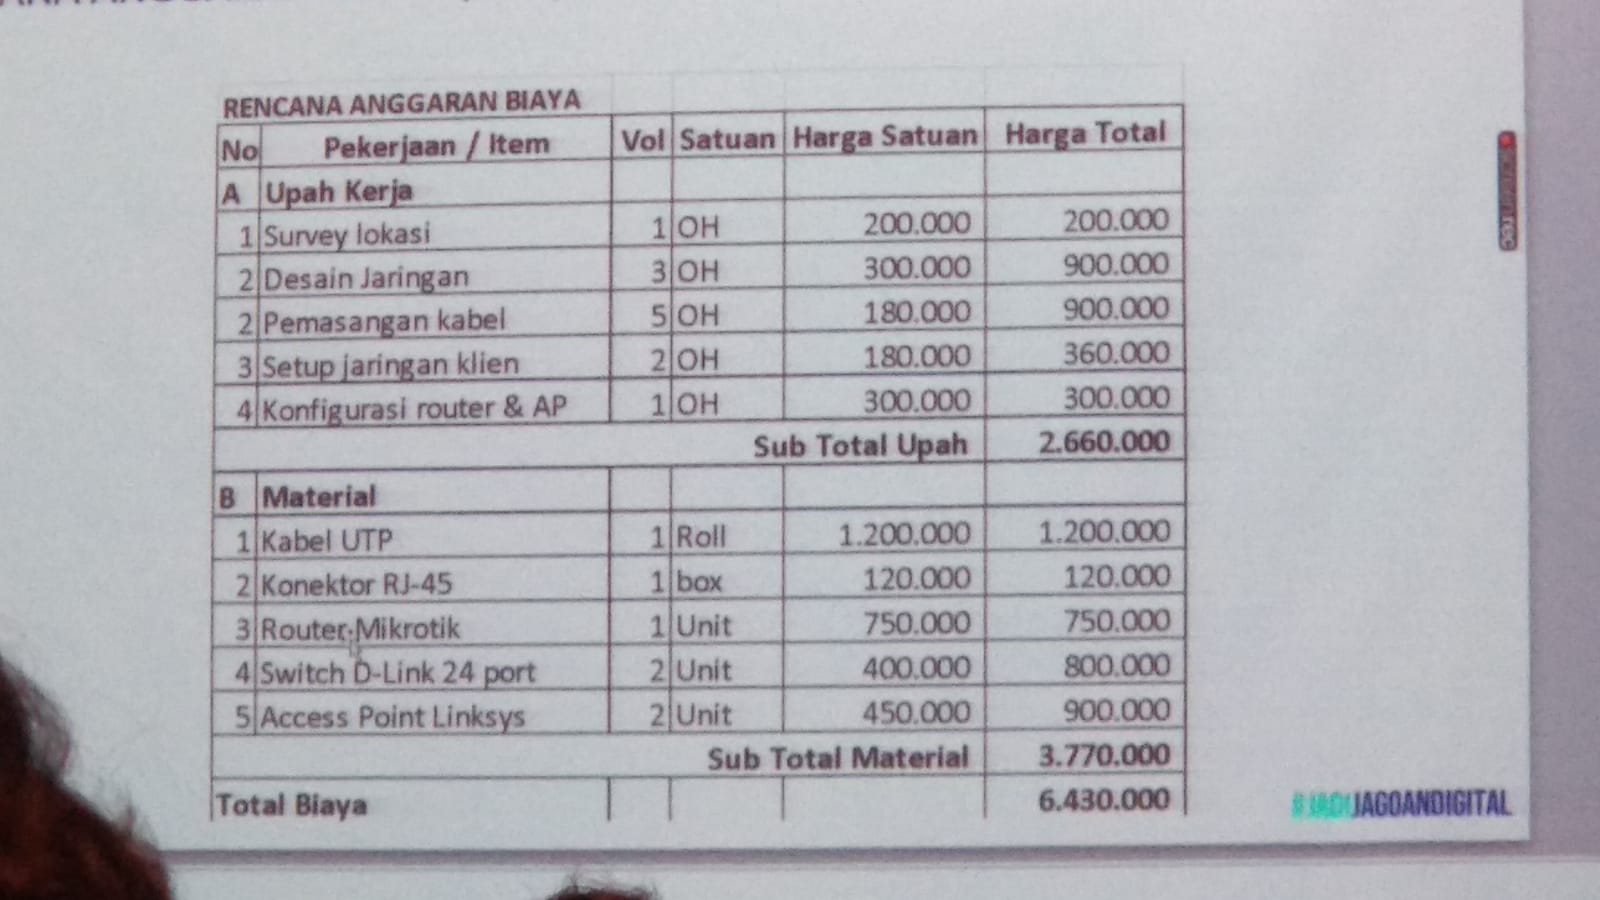 RENCANA ANGGARAN BIAYA
No Pekerjaan / Item Vol Satuan Harga Satuan Harga Total
A Upah Kerja
1 Survey lokasi 1 OH 200.000 200.000
2 Desain Jaringan 3 OH 300.000 900.000
2 Pemasangan kabel 5 OH 180.000 900.000
3 Setup jaringan klien 2 OH 180.000 360.000
4 Konfigurasi router & AP 1 OH 300.000 300.000
Sub Total Upah 2.660.000
B Material
1 Kabel UTP 1 Roll 1.200.000 1.200.000
2 Konektor RJ-45 1 box 120.000 120.000
3 Router Mikrotik 1 Unit 750.000 750.000
4 Switch D-Link 24 port 2 Unit 400.000 800.000
5 Access Point Linksys 2 Unit 450.000 900.000
Sub Total Material 3.770.000
Total Biaya 6.430.000
#JADIJAGOANDIGITAL